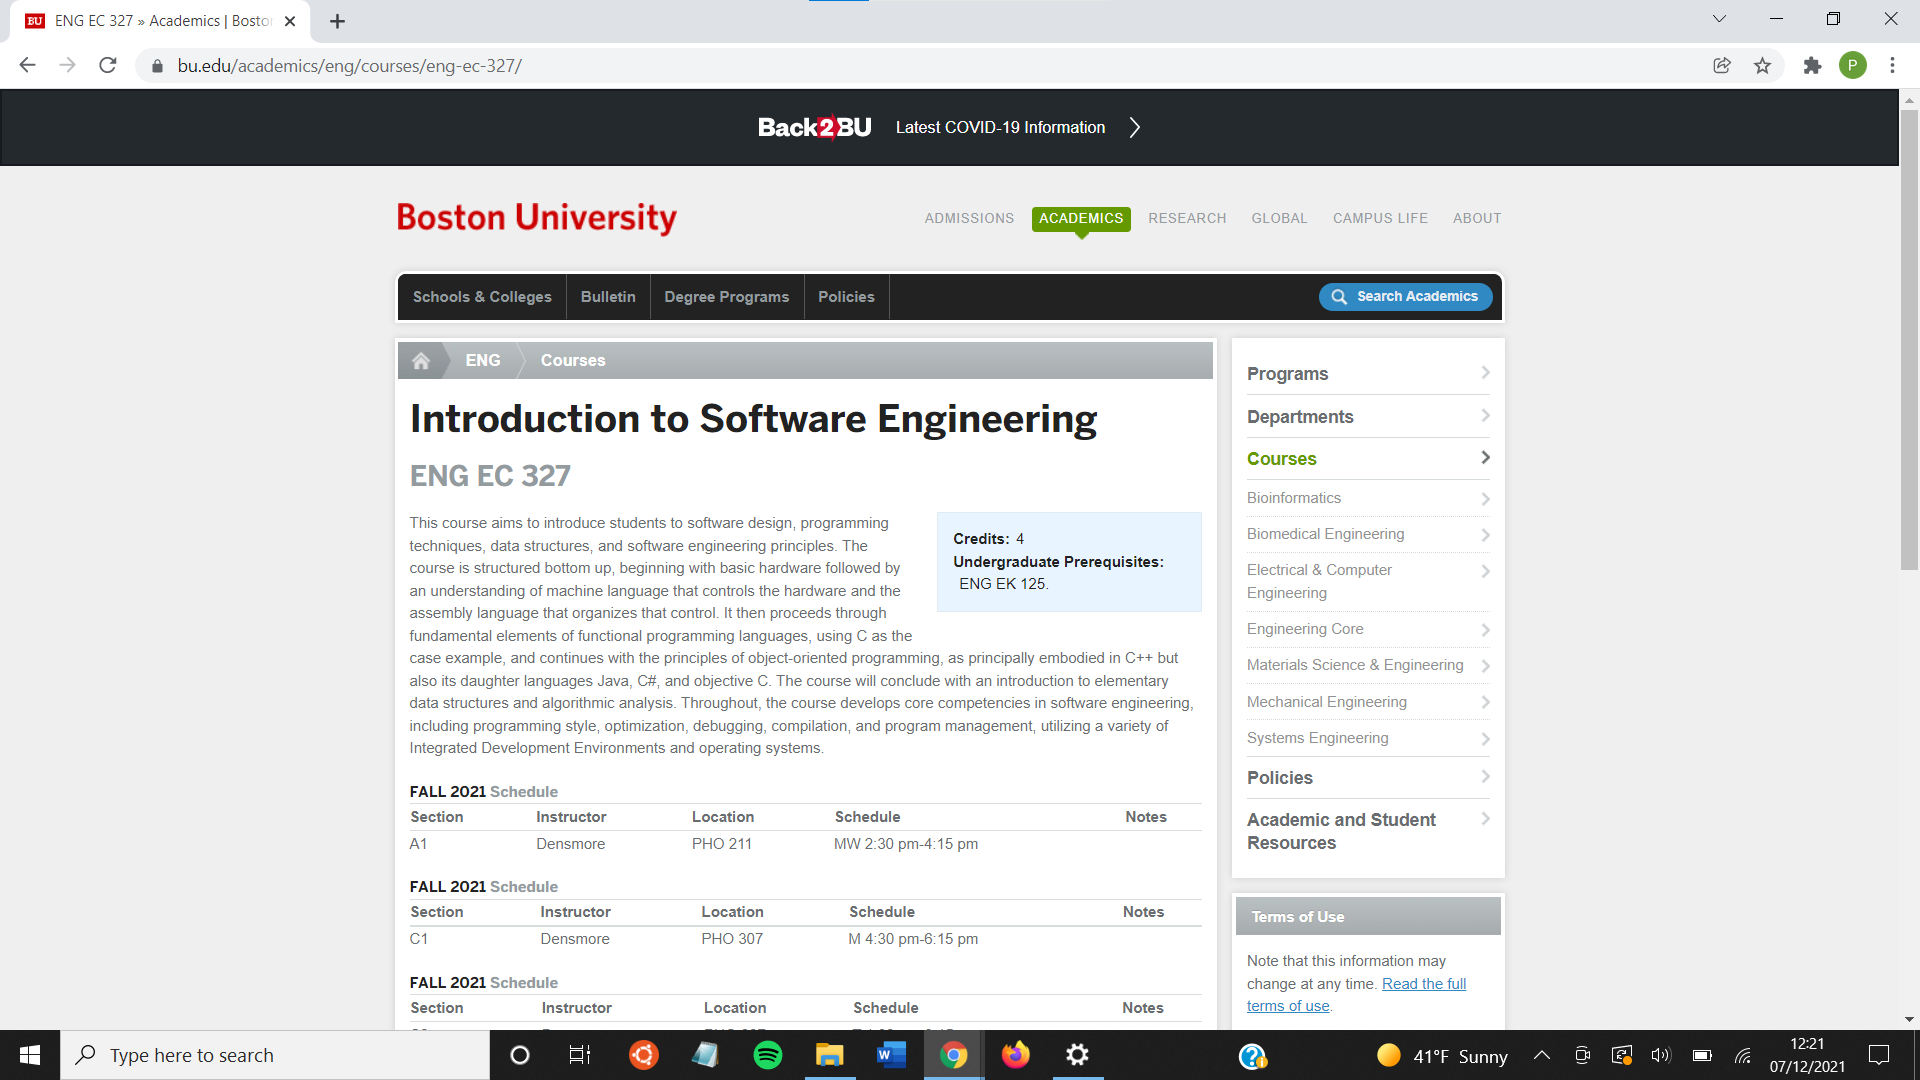 BU ENG EC 327 » Academics | Bostor
bu.edu/academics/eng/courses/eng-ec-327/
P
Back2BU Latest COVID-19 Information
Boston University
ADMISSIONS ACADEMICS RESEARCH GLOBAL CAMPUS LIFE ABOUT
Schools & Colleges Bulletin Degree Programs Policies Search Academics
ENG Courses
Introduction to Software Engineering
ENG EC 327
This course aims to introduce students to software design, programming
techniques, data structures, and software engineering principles. The
course is structured bottom up, beginning with basic hardware followed by
an understanding of machine language that controls the hardware and the
assembly language that organizes that control. It then proceeds through
fundamental elements of functional programming languages, using C as the
case example, and continues with the principles of object-oriented programming, as principally embodied in C++ but
also its daughter languages Java, C#, and objective C. The course will conclude with an introduction to elementary
data structures and algorithmic analysis. Throughout, the course develops core competencies in software engineering,
including programming style, optimization, debugging, compilation, and program management, utilizing a variety of
Integrated Development Environments and operating systems.
Credits: 4
Undergraduate Prerequisites:
ENG EK 125.
FALL 2021 Schedule
Section Instructor Location Schedule Notes
A1 Densmore PHO 211 MW 2:30 pm-4:15 pm
FALL 2021 Schedule
Section Instructor Location Schedule Notes
C1 Densmore PHO 307 M 4:30 pm-6:15 pm
FALL 2021 Schedule
Section Instructor Location Schedule Notes
Programs
Departments
Courses
Bioinformatics
Biomedical Engineering
Electrical & Computer
Engineering
Engineering Core
Materials Science & Engineering
Mechanical Engineering
Systems Engineering
Policies
Academic and Student
Resources
Terms of Use
Note that this information may
change at any time. Read the full
terms of use.
Type here to search
W
41°F Sunny
12:21
07/12/2021